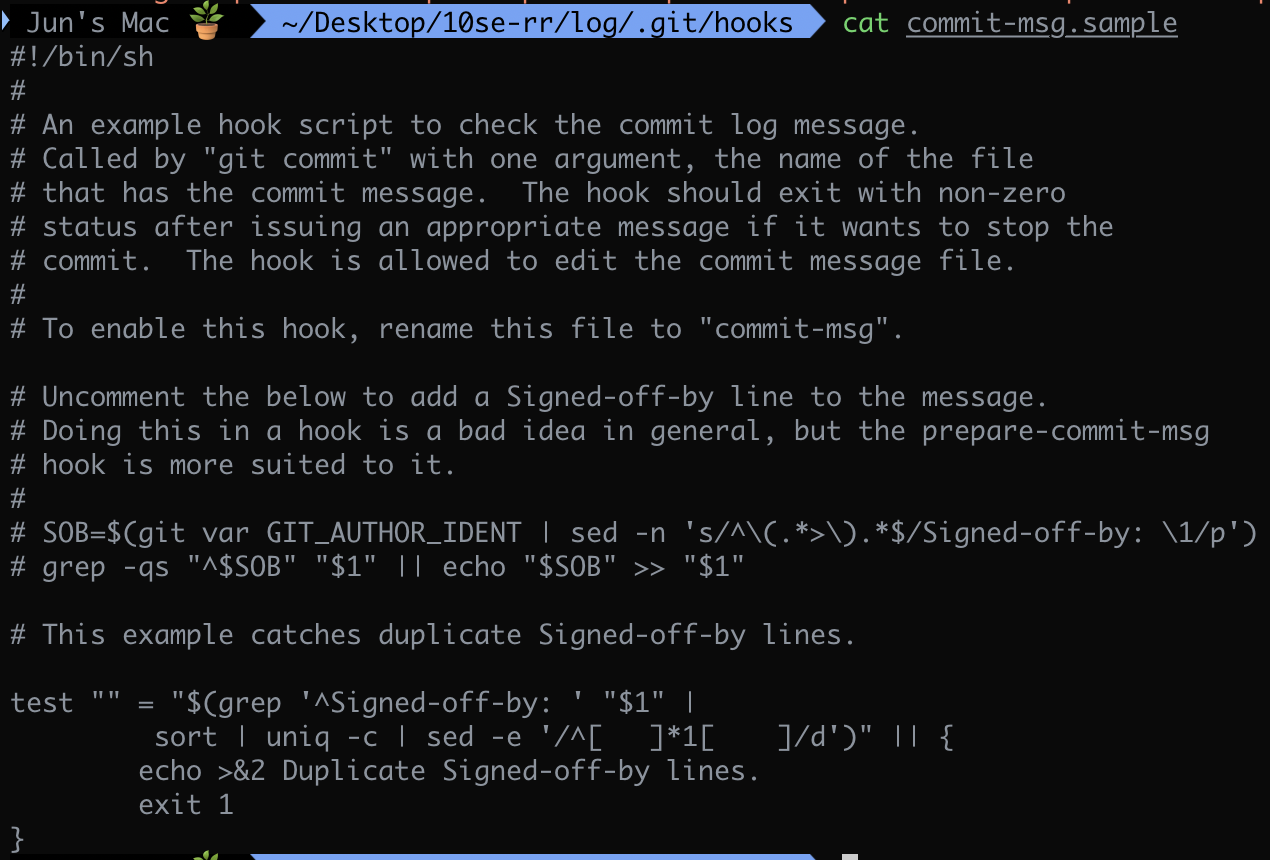 Jun's Mac 🪴 ~/Desktop/10se-rr/log/.git/hooks cat commit-msg.sample
#!/bin/sh
#
# An example hook script to check the commit log message.
# Called by "git commit" with one argument, the name of the file
# that has the commit message.  The hook should exit with non-zero
# status after issuing an appropriate message if it wants to stop the
# commit.  The hook is allowed to edit the commit message file.
#
# To enable this hook, rename this file to "commit-msg".

# Uncomment the below to add a Signed-off-by line to the message.
# Doing this in a hook is a bad idea in general, but the prepare-commit-msg
# hook is more suited to it.
#
# SOB=$(git var GIT_AUTHOR_IDENT | sed -n 's/^\(.*>\).*$/Signed-off-by: \1/p')
# grep -qs "^$SOB" "$1" || echo "$SOB" >> "$1"

# This example catches duplicate Signed-off-by lines.

test "" = "$(grep '^Signed-off-by: ' "$1" |
         sort | uniq -c | sed -e '/^[   ]*1[    ]/d')" || {
        echo >&2 Duplicate Signed-off-by lines.
        exit 1
}